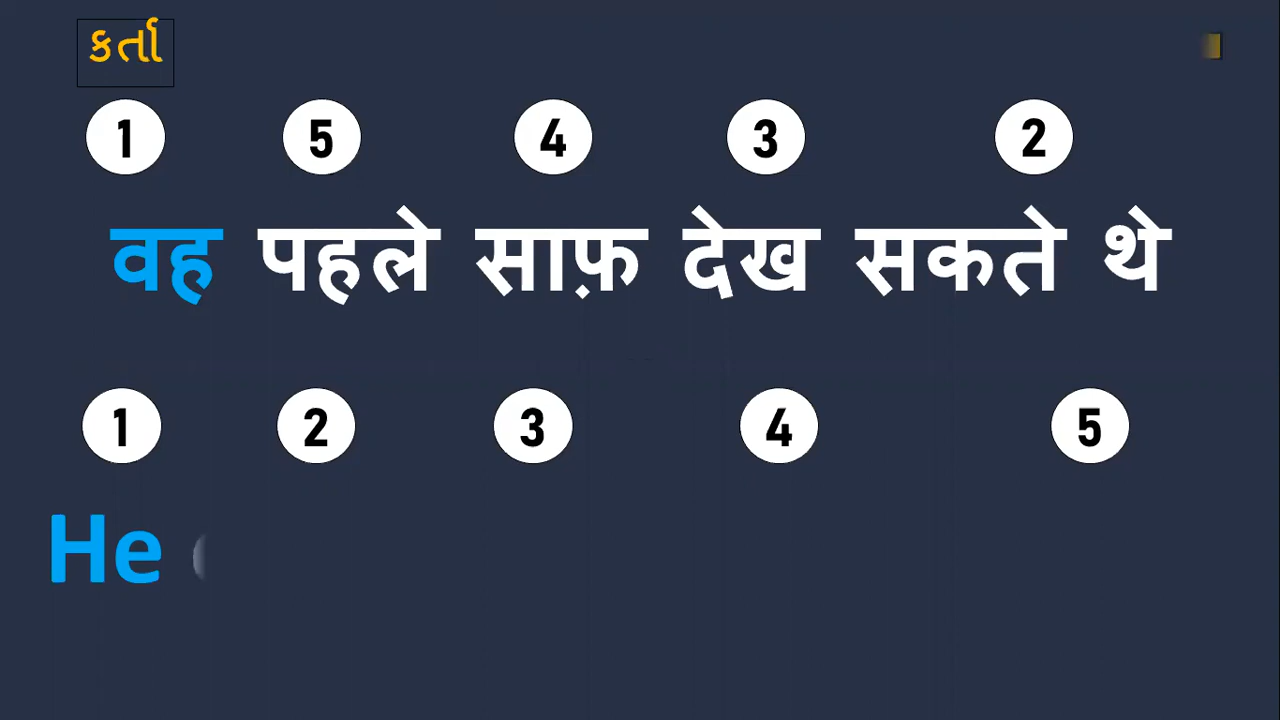 કર્તા
1 5 4 3 2
वह पहले साफ़ देख सकते थे
1 2 3 4 5
He